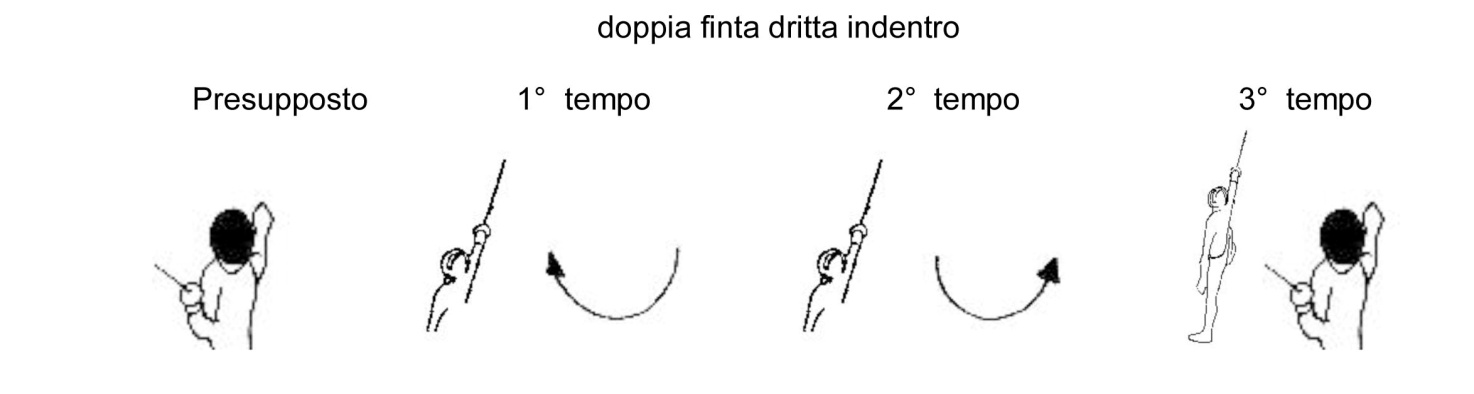 doppia finta dritta indentro
Presupposto 1° tempo 2° tempo 3° tempo